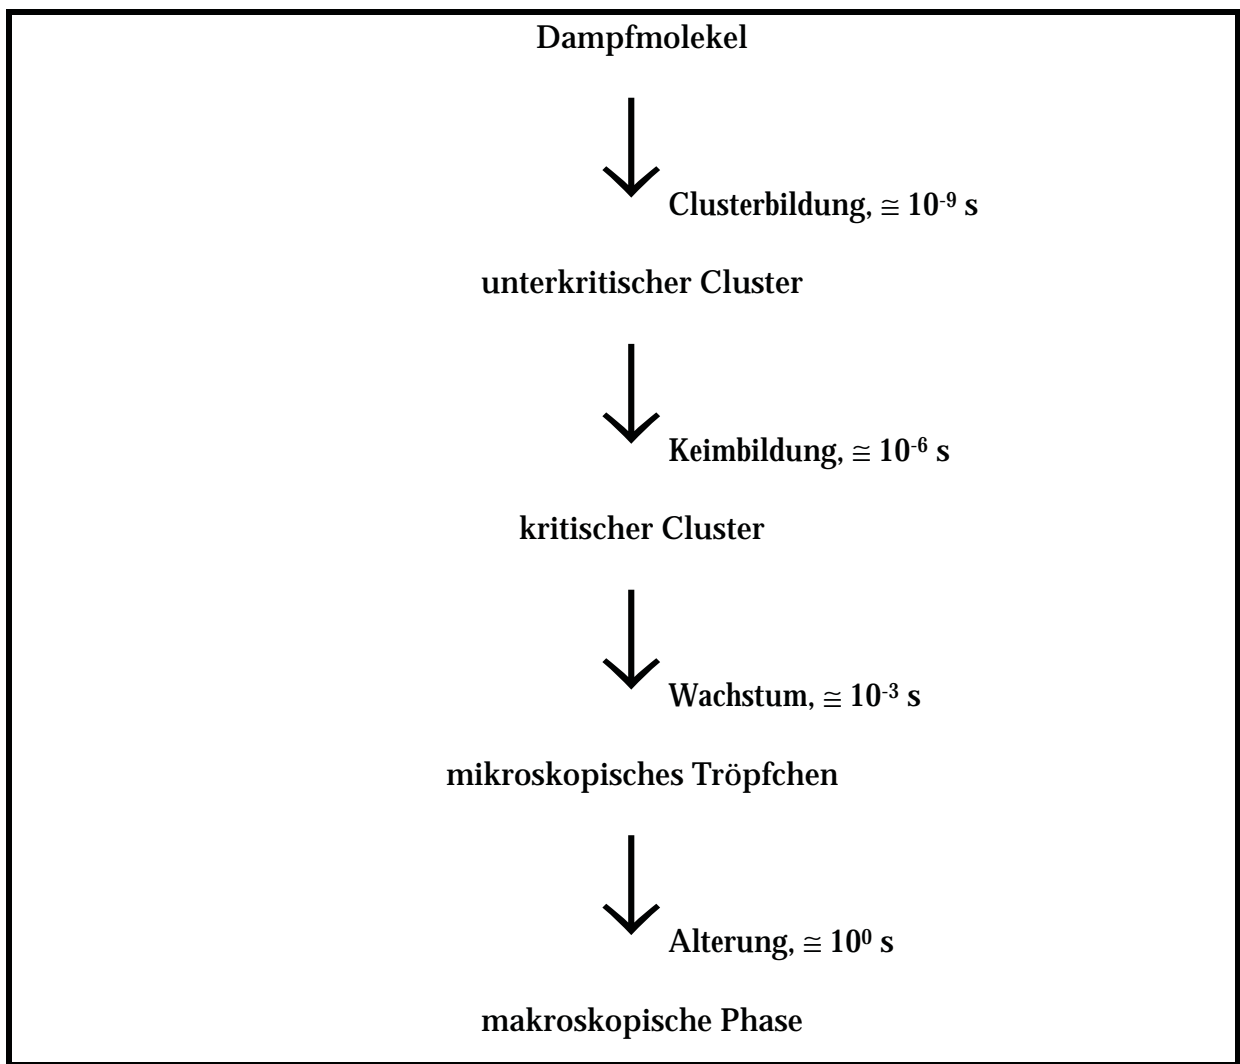 Dampfmolekel
Clusterbildung, ≅ 10⁻⁹ s
unterkritischer Cluster
Keimbildung, ≅ 10⁻⁶ s
kritischer Cluster
Wachstum, ≅ 10⁻³ s
mikroskopisches Tröpfchen
Alterung, ≅ 10⁰ s
makroskopische Phase